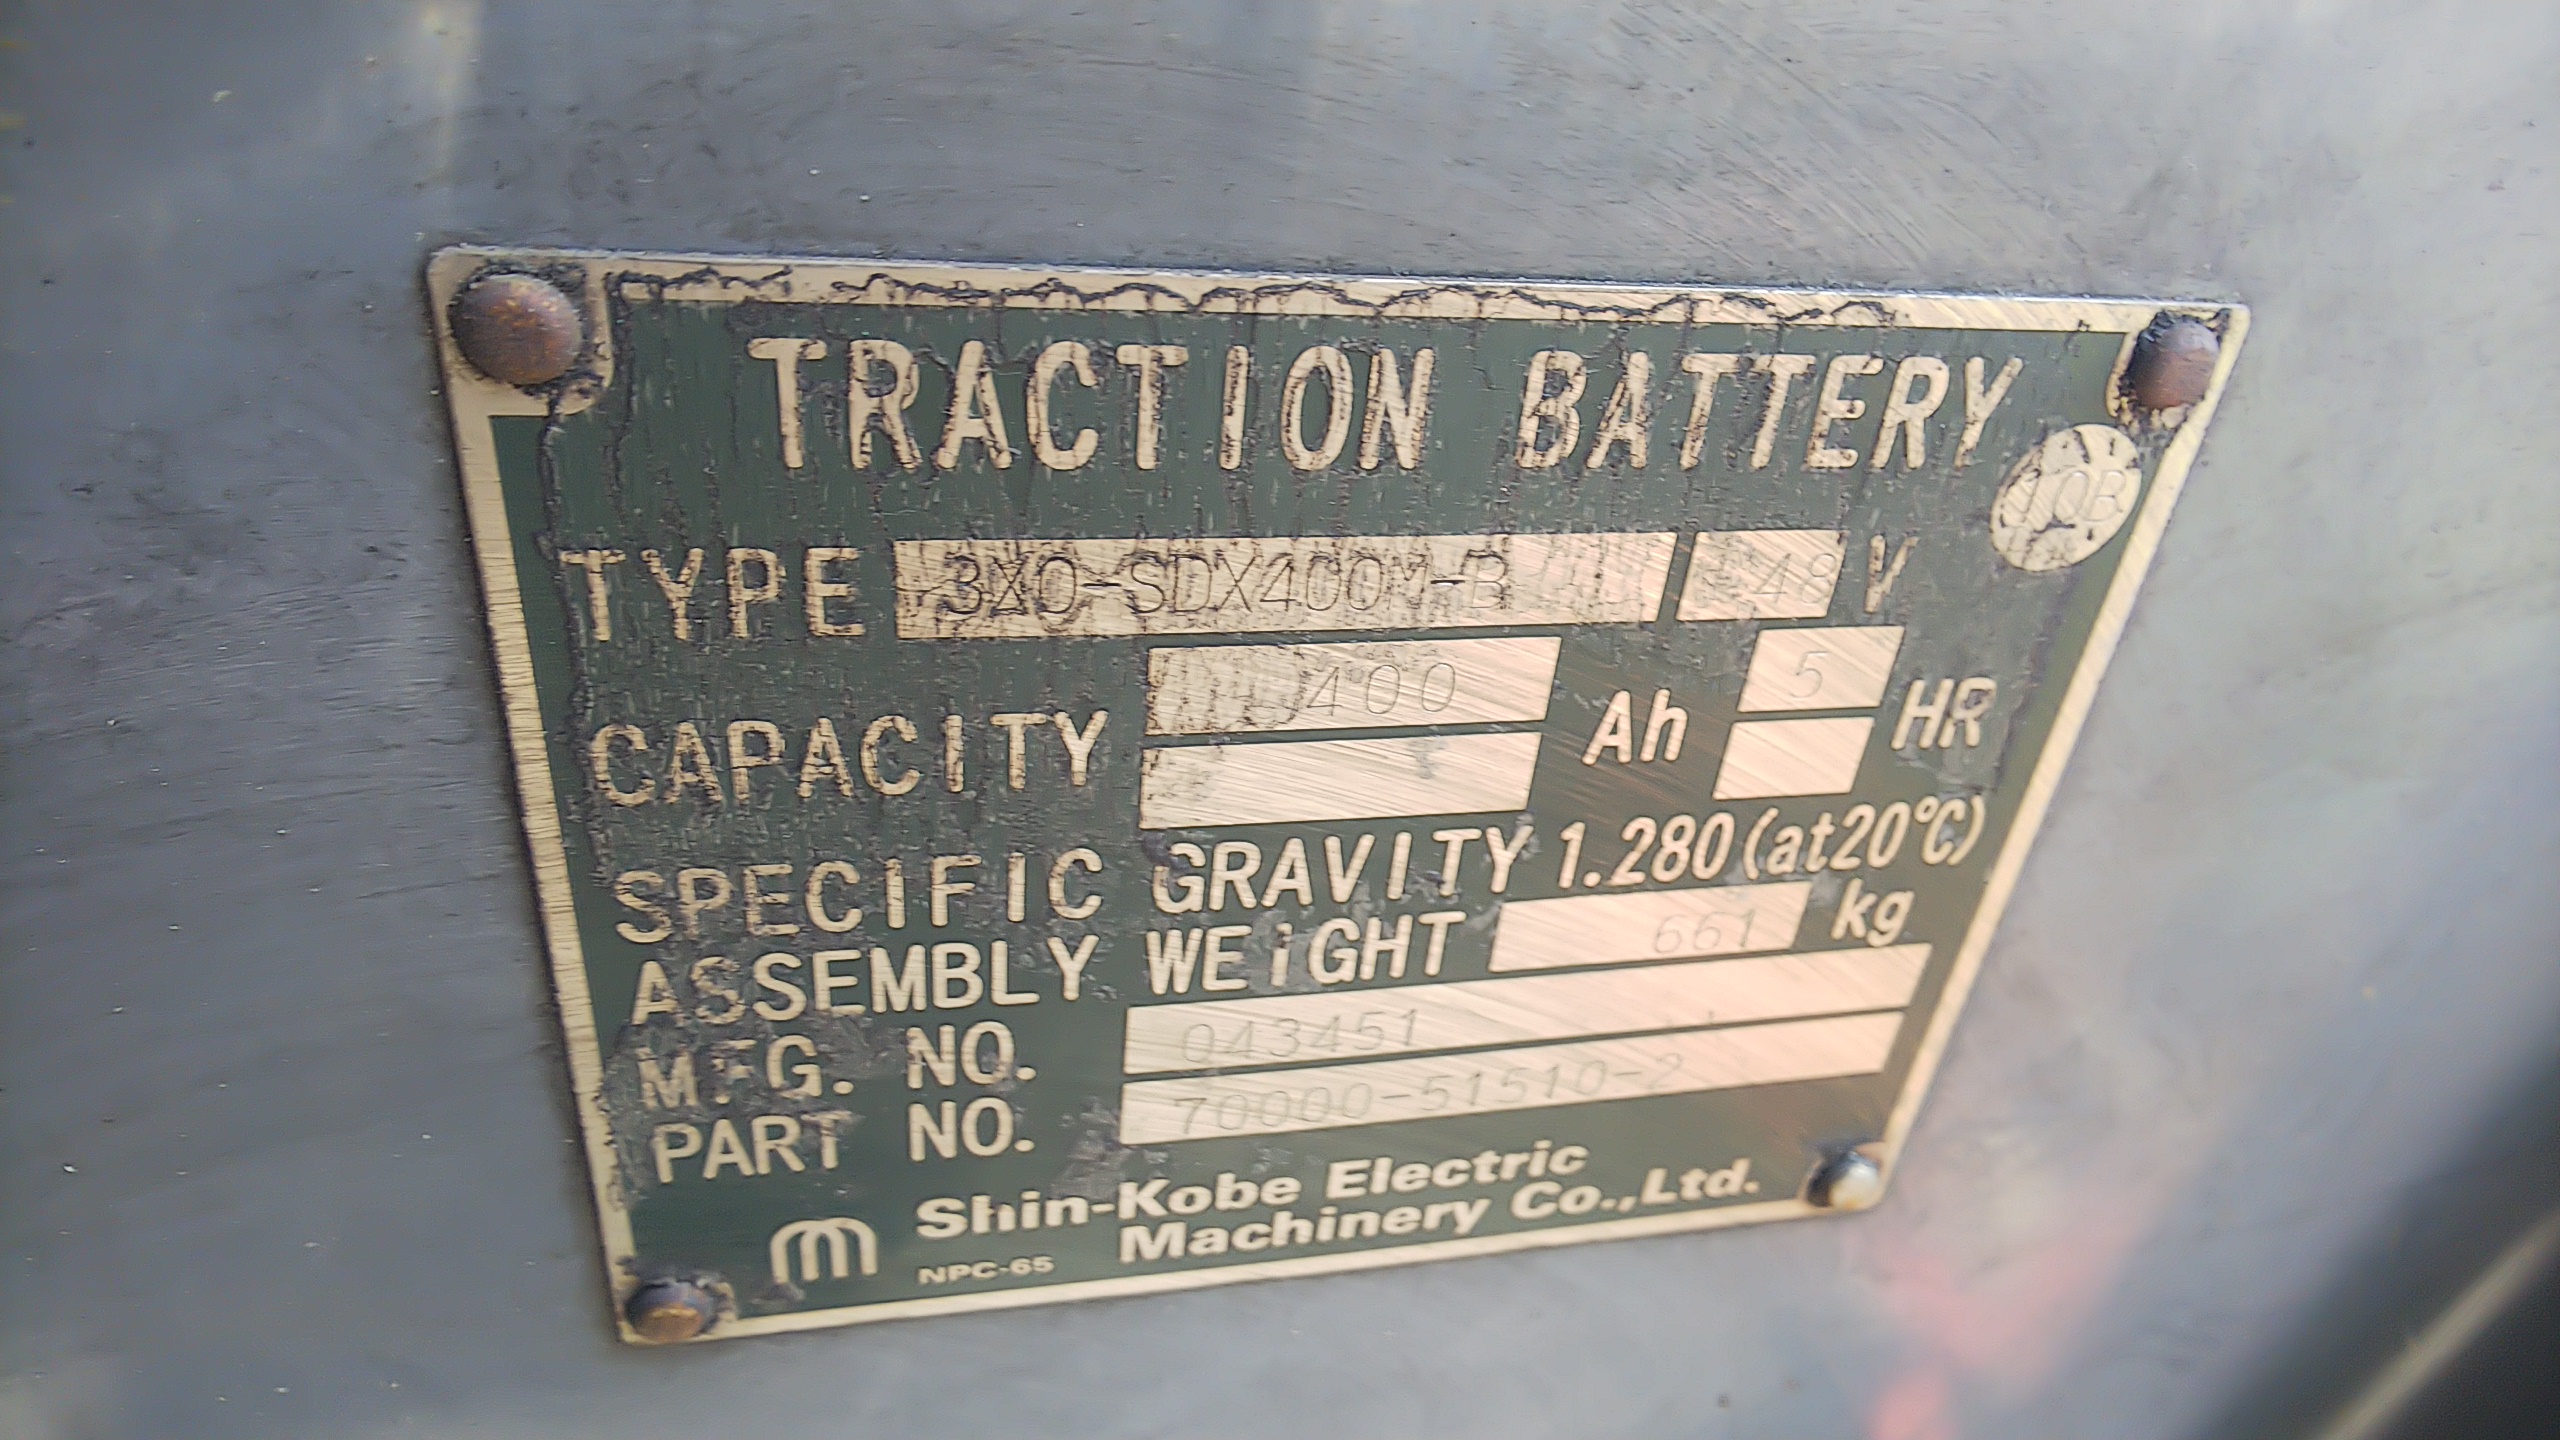 TRACTION BATTERY
TYPE 3XO-SDX400M-B 48 V
CAPACITY 400 Ah 5 HR
SPECIFIC GRAVITY 1.280(at20℃)
ASSEMBLY WEiGHT 661 kg
MFG. NO. 043451
PART NO. 70000-51510-2
Shin-Kobe Electric
Machinery Co.,Ltd.
NPC-65